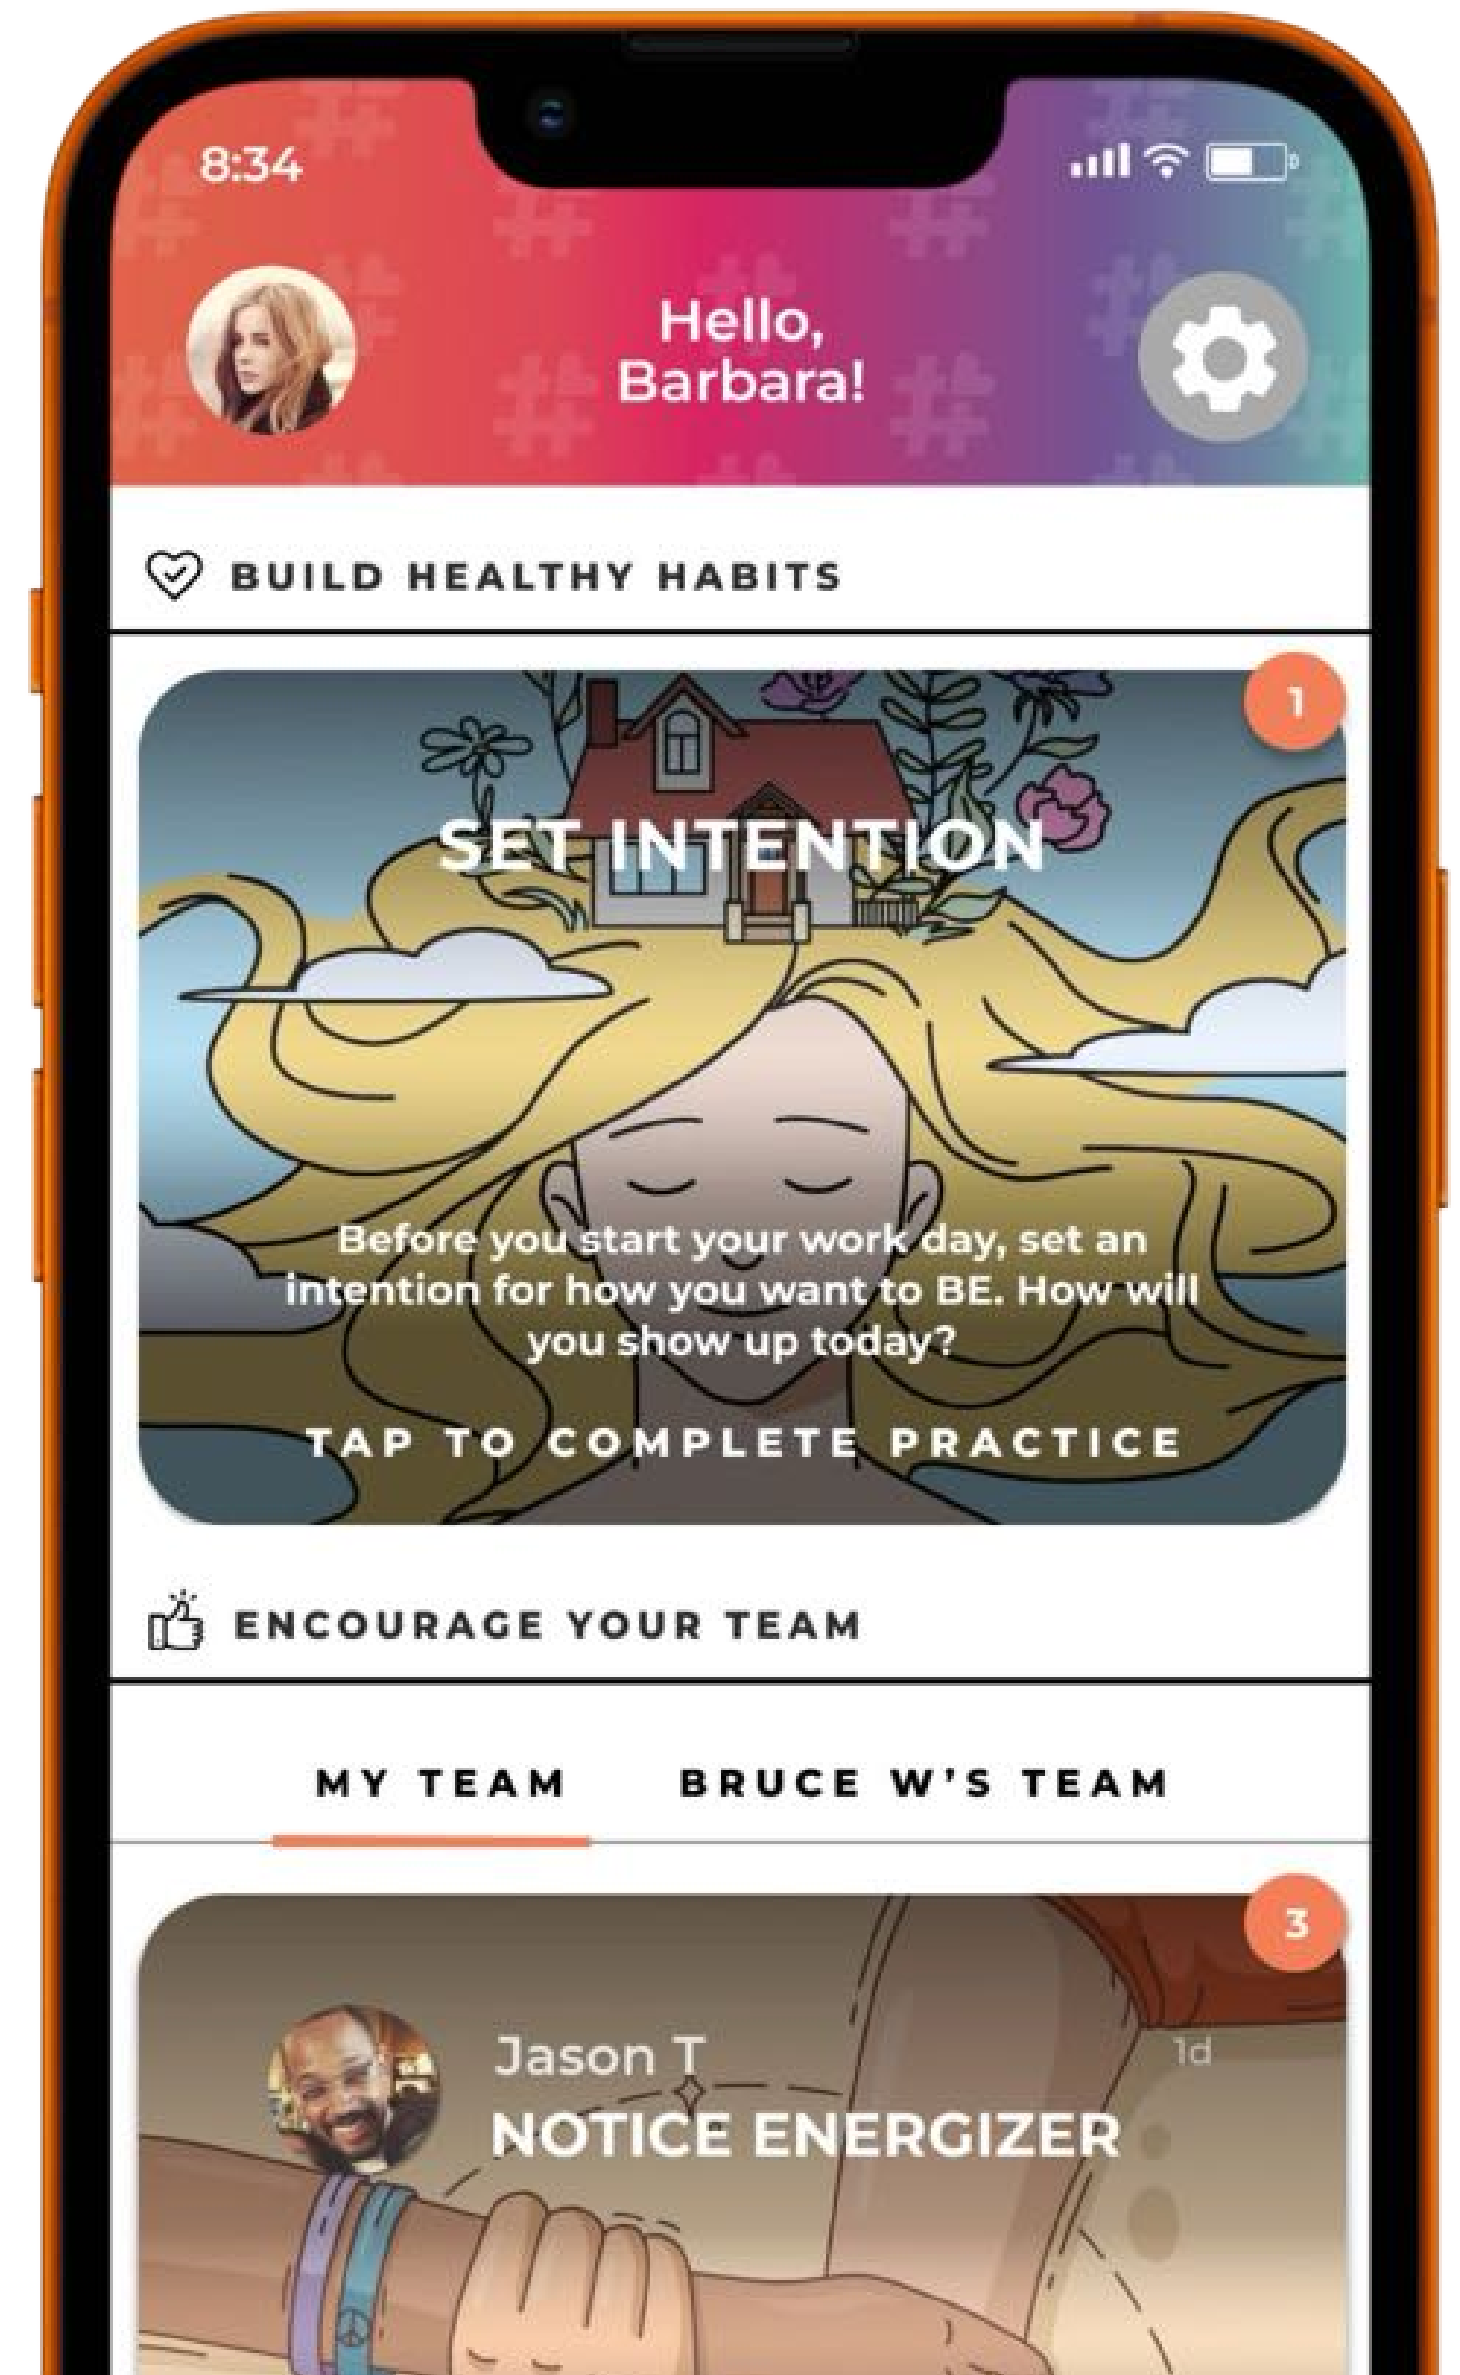 8:34
Hello,
Barbara!
BUILD HEALTHY HABITS
1
SET INTENTION
Before you start your work day, set an
intention for how you want to BE. How will
you show up today?
TAP TO COMPLETE PRACTICE
ENCOURAGE YOUR TEAM
MY TEAM BRUCE W'S TEAM
3
Jason T 1d
NOTICE ENERGIZER